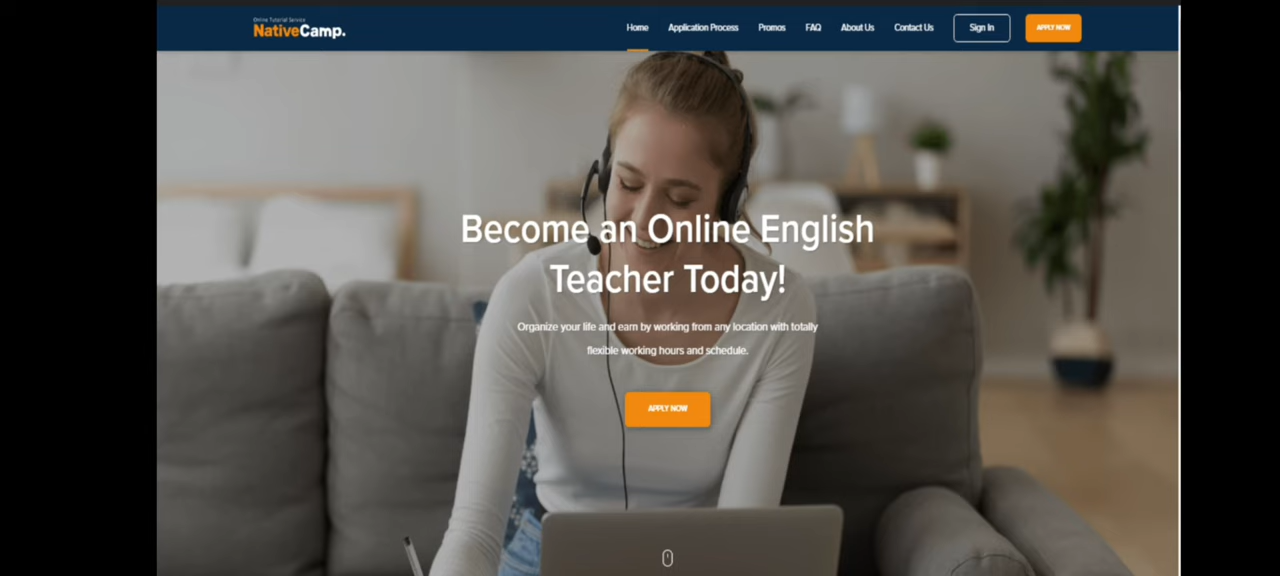 Online Tutorial Service
NativeCamp.
Home Application Process Promos FAQ About Us Contact Us Sign In APPLY NOW
Become an Online English
Teacher Today!
Organize your life and earn by working from any location with totally
flexible working hours and schedule.
APPLY NOW